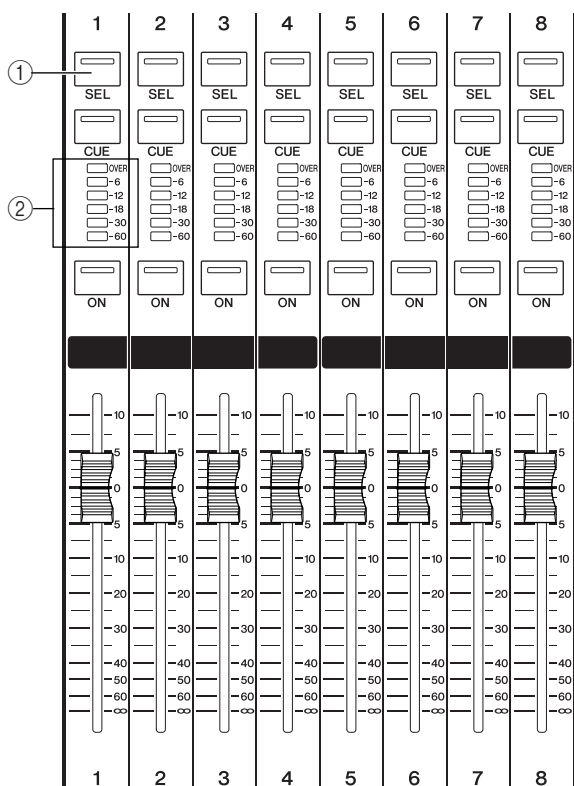 1 2 3 4 5 6 7 8
①
SEL SEL SEL SEL SEL SEL SEL SEL
CUE CUE CUE CUE CUE CUE CUE CUE
②
OVER OVER OVER OVER OVER OVER OVER OVER
-6 -6 -6 -6 -6 -6 -6 -6
-12 -12 -12 -12 -12 -12 -12 -12
-18 -18 -18 -18 -18 -18 -18 -18
-30 -30 -30 -30 -30 -30 -30 -30
-60 -60 -60 -60 -60 -60 -60 -60
ON ON ON ON ON ON ON ON
10 10 10 10 10 10 10 10
5 5 5 5 5 5 5 5
0 0 0 0 0 0 0 0
5 5 5 5 5 5 5 5
10 10 10 10 10 10 10 10
20 20 20 20 20 20 20 20
30 30 30 30 30 30 30 30
40 40 40 40 40 40 40 40
50 50 50 50 50 50 50 50
60 60 60 60 60 60 60 60
∞ ∞ ∞ ∞ ∞ ∞ ∞ ∞
1 2 3 4 5 6 7 8